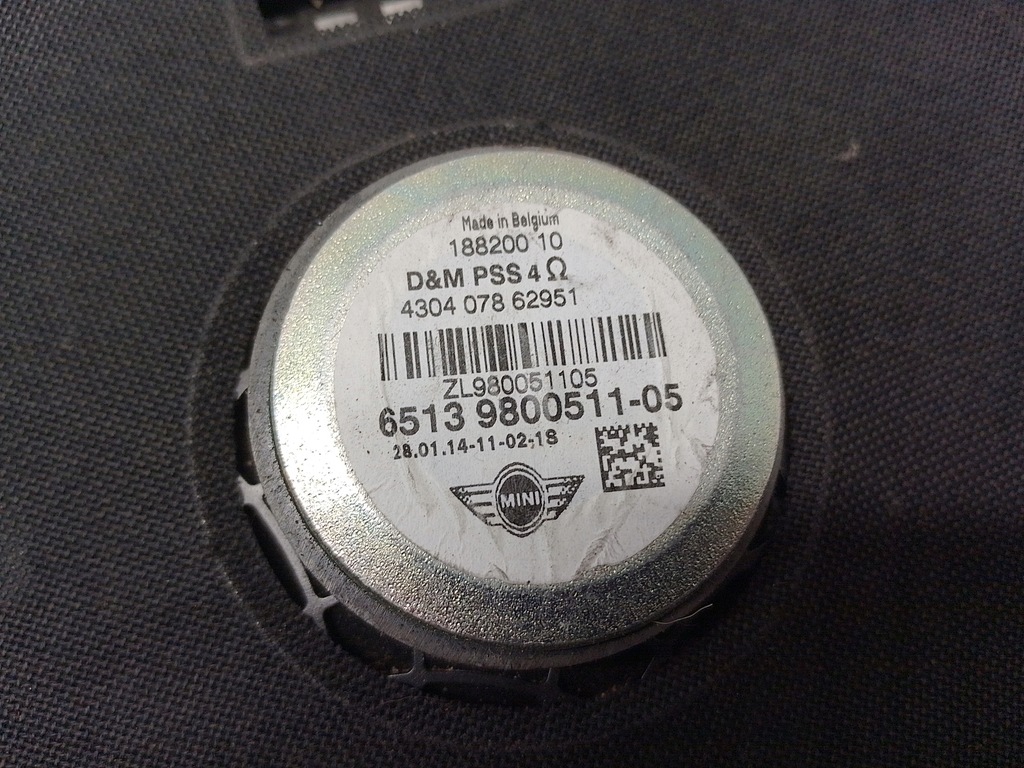 Made in Belgium
188200 10
D&M PSS 4 Ω
4304 078 62951
ZL980051105
6513 9800511-05
28.01.14-11-02-18
MINI